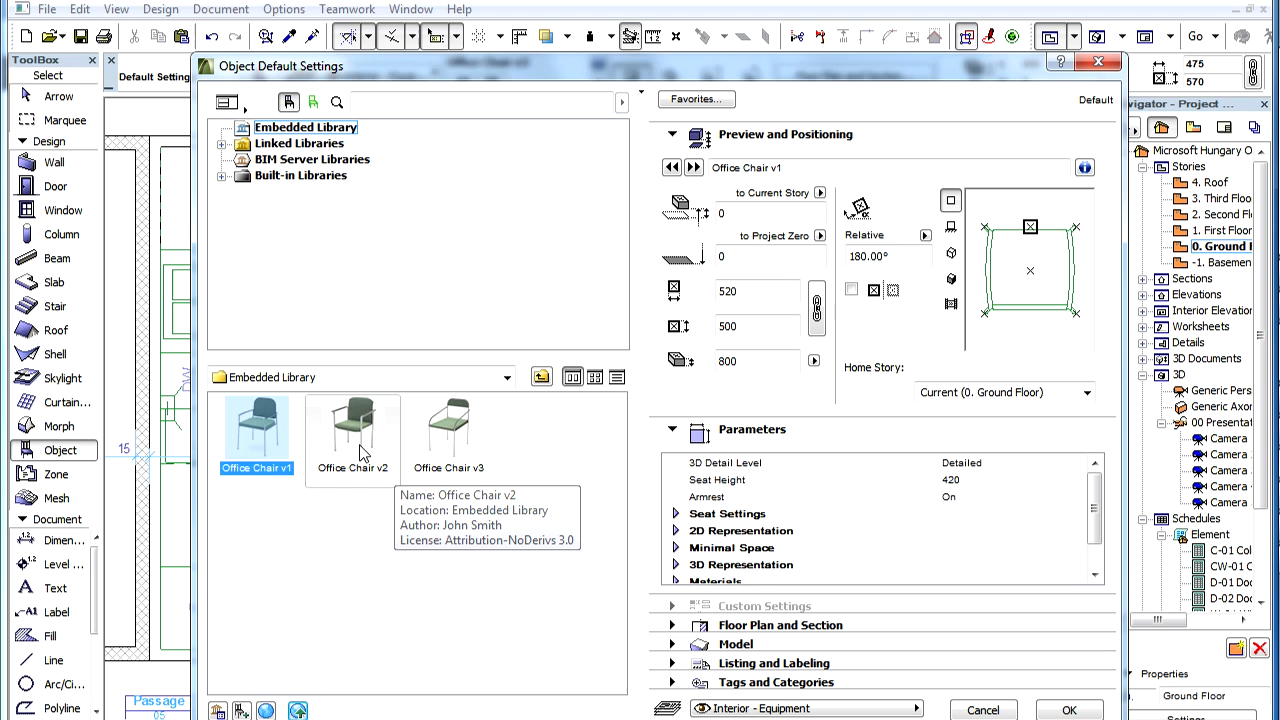 File Edit View Design Document Options Teamwork Window Help
Go
ToolBox
Select
Arrow
Marquee
Design
Wall
Door
Window
Column
Beam
Slab
Stair
Roof
Shell
Skylight
Curtain...
Morph
Object
Zone
Mesh
Document
Dimen...
Level ...
Text
Label
Fill
Line
Arc/Ci...
Polyline
Default Setting
15
Passage
05
Object Default Settings
Embedded Library
Linked Libraries
BIM Server Libraries
Built-in Libraries
Embedded Library
Office Chair v1
Office Chair v2
Office Chair v3
Name: Office Chair v2
Location: Embedded Library
Author: John Smith
License: Attribution-NoDerivs 3.0
Favorites...
Default
Preview and Positioning
Office Chair v1
to Current Story
0
to Project Zero
0
Relative
180.00°
520
500
800
Home Story:
Current (0. Ground Floor)
Parameters
3D Detail Level Detailed
Seat Height 420
Armrest On
Seat Settings
2D Representation
Minimal Space
3D Representation
Materials
Custom Settings
Floor Plan and Section
Model
Listing and Labeling
Tags and Categories
Interior - Equipment
Cancel
OK
475
570
vigator - Project ...
Microsoft Hungary O
Stories
4. Roof
3. Third Floo
2. Second Fl
1. First Floor
0. Ground
-1. Basemen
Sections
Elevations
Interior Elevation
Worksheets
Details
3D Documents
3D
Generic Pers
Generic Axo
00 Presentat
Camera
Camera
Camera
Camera
Camera
Schedules
Element
C-01 Col
CW-01 C
D-01 Doo
D-02 Doo
Properties
Ground Floor
Settings